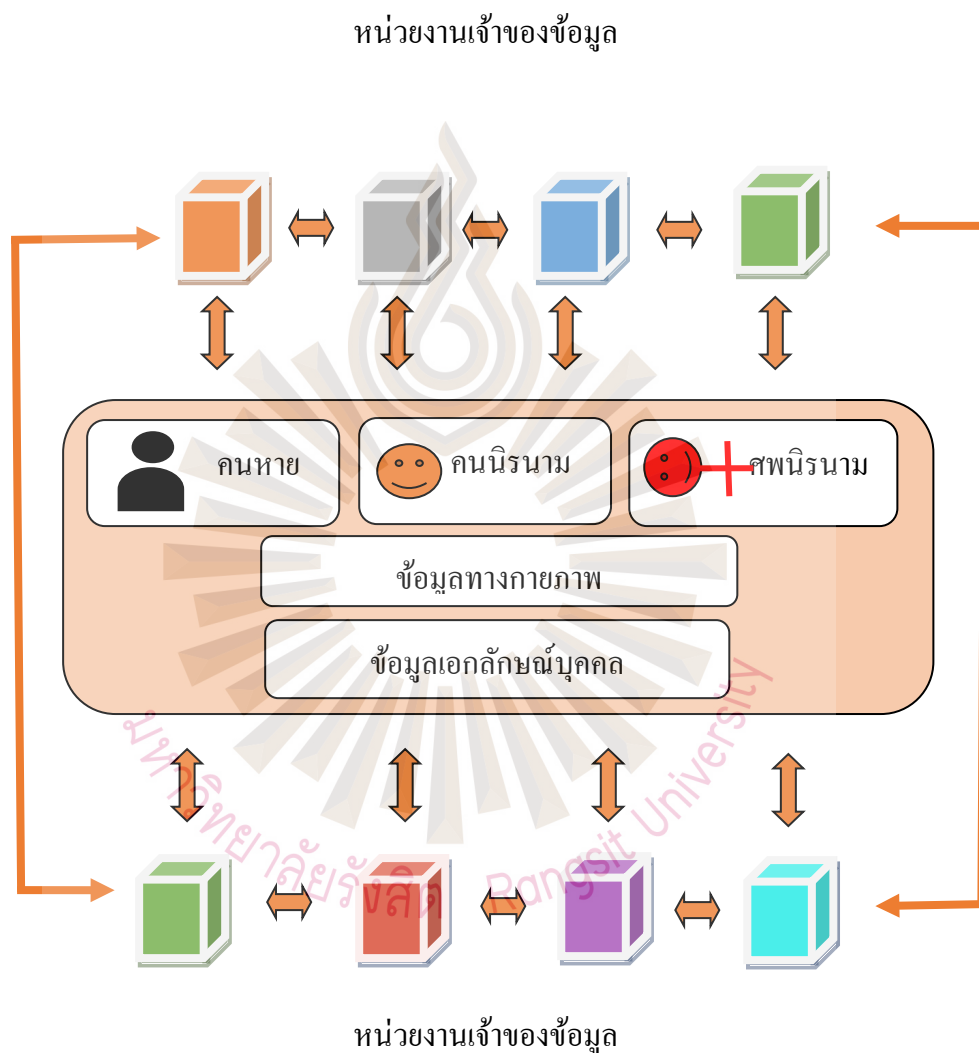 หน่วยงานเจ้าของข้อมูล
คนหาย
คนนิรนาม
ศพนิรนาม
ข้อมูลทางกายภาพ
ข้อมูลเอกลักษณ์บุคคล
มหาวิทยาลัยรังสิต Rangsit University
หน่วยงานเจ้าของข้อมูล